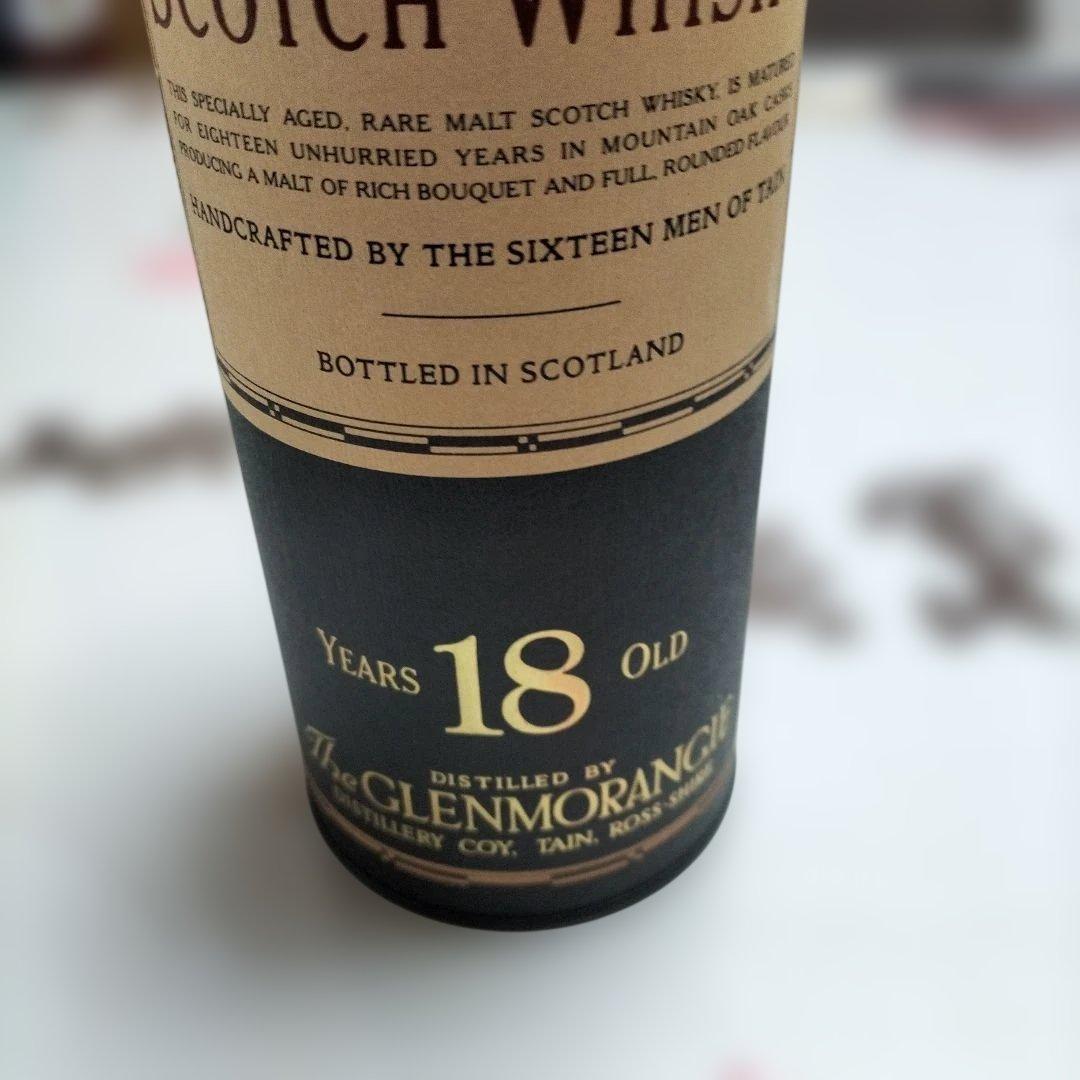 SCOTCH WHISKY
THIS SPECIALLY AGED, RARE MALT SCOTCH WHISKY, IS MATURED
FOR EIGHTEEN UNHURRIED YEARS IN MOUNTAIN OAK CASKS
PRODUCING A MALT OF RICH BOUQUET AND FULL, ROUNDED FLAVOUR
HANDCRAFTED BY THE SIXTEEN MEN OF TAIN
BOTTLED IN SCOTLAND
YEARS 18 OLD
DISTILLED BY
The GLENMORANGIE
DISTILLERY COY, TAIN, ROSS-SHIRE